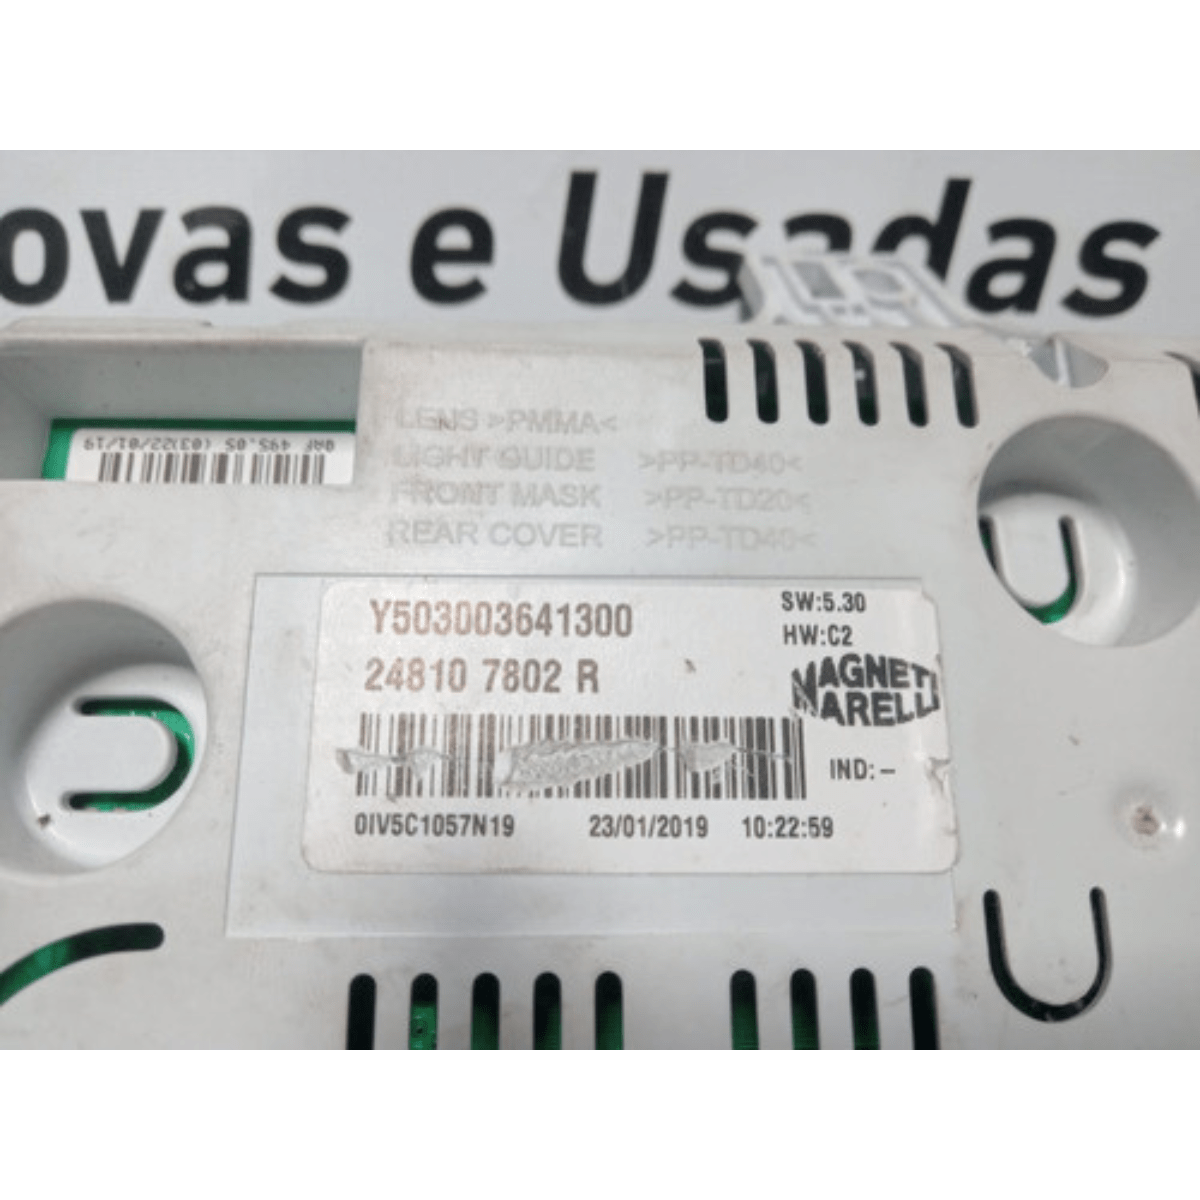 ovas e Usadas
QRF 495.05 (03)22/01/19
LENS >PMMA<
LIGHT GUIDE >PP-TD40<
FRONT MASK >PP-TD20<
REAR COVER >PP-TD40<
Y503003641300
SW:5.30
HW:C2
24810 7802 R
MAGNETI
MARELLI
IND:-
0IV5C1057N19 23/01/2019 10:22:59